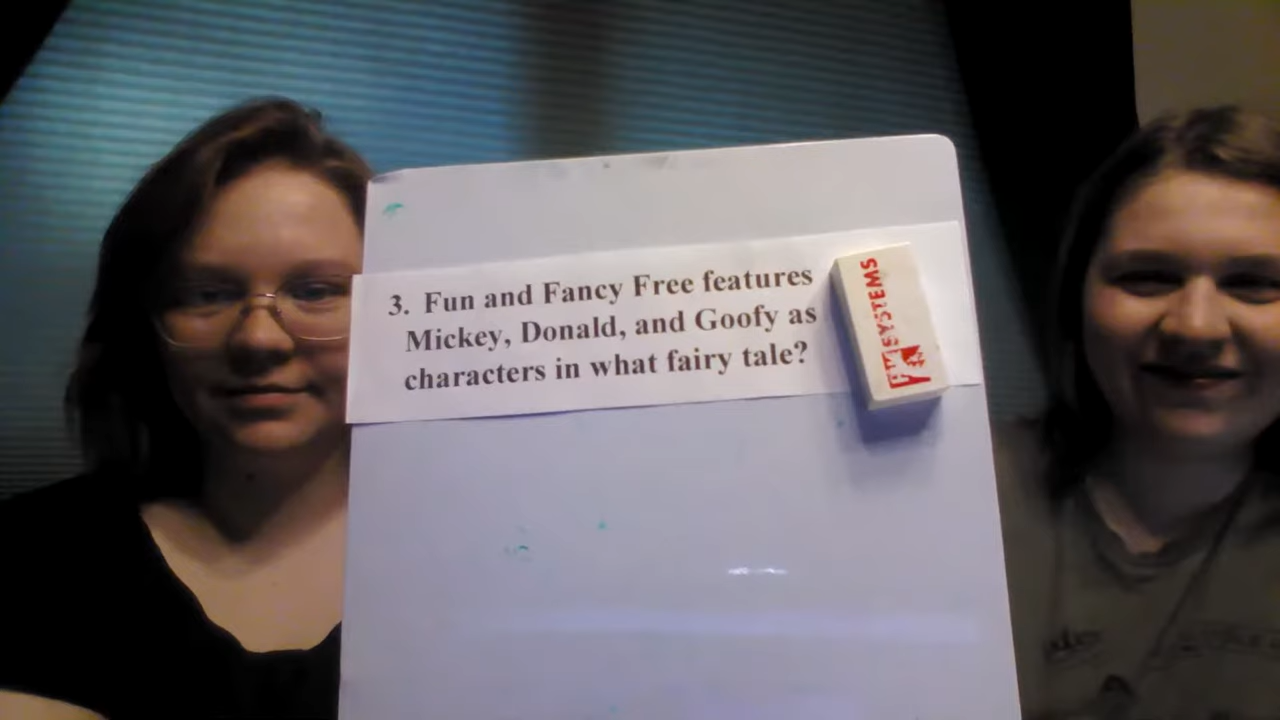 3. Fun and Fancy Free features
Mickey, Donald, and Goofy as
characters in what fairy tale?
SYSTEMS